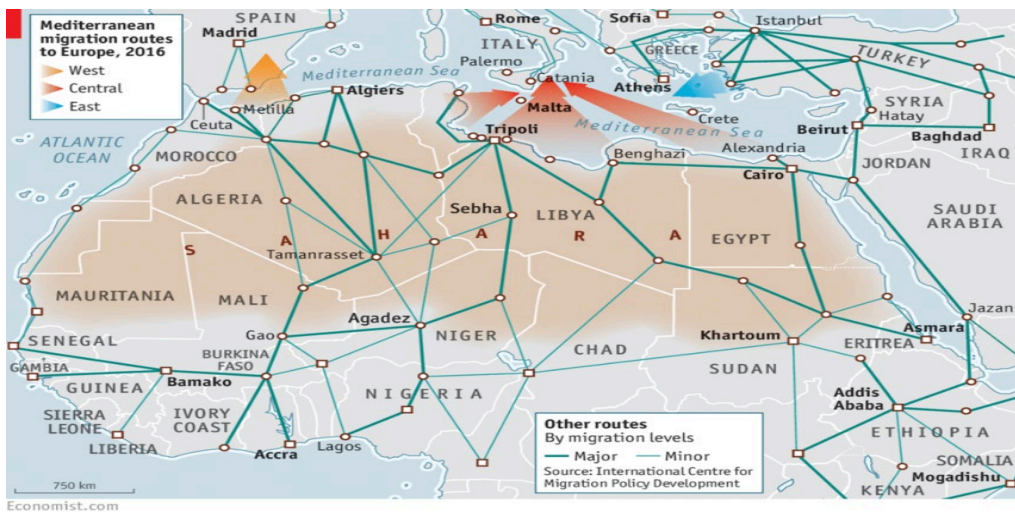 Mediterranean
migration routes
to Europe, 2016
West
Central
East
SPAIN
Madrid
Rome
Sofia
Istanbul
ITALY
GREECE
TURKEY
Palermo
Mediterranean Sea
Catania
Athens
Algiers
Melilla
Malta
Crete
SYRIA
Hatay
Ceuta
Tripoli
Mediterranean Sea
Beirut
Baghdad
ATLANTIC
OCEAN
MOROCCO
Benghazi
Alexandria
IRAQ
Cairo
JORDAN
ALGERIA
Sebha
LIBYA
SAUDI
ARABIA
EGYPT
S A H A R A
Tamanrasset
MAURITANIA
MALI
Agadez
Jazan
Gao
NIGER
Khartoum
Asmara
SENEGAL
CHAD
ERITREA
GAMBIA
BURKINA
FASO
SUDAN
GUINEA
Bamako
NIGERIA
Addis
Ababa
SIERRA
LEONE
IVORY
COAST
LIBERIA
Accra
Lagos
ETHIOPIA
SOMALIA
Mogadishu
KENYA
Other routes
By migration levels
Major Minor
Source: International Centre for
Migration Policy Development
750 km
Economist.com